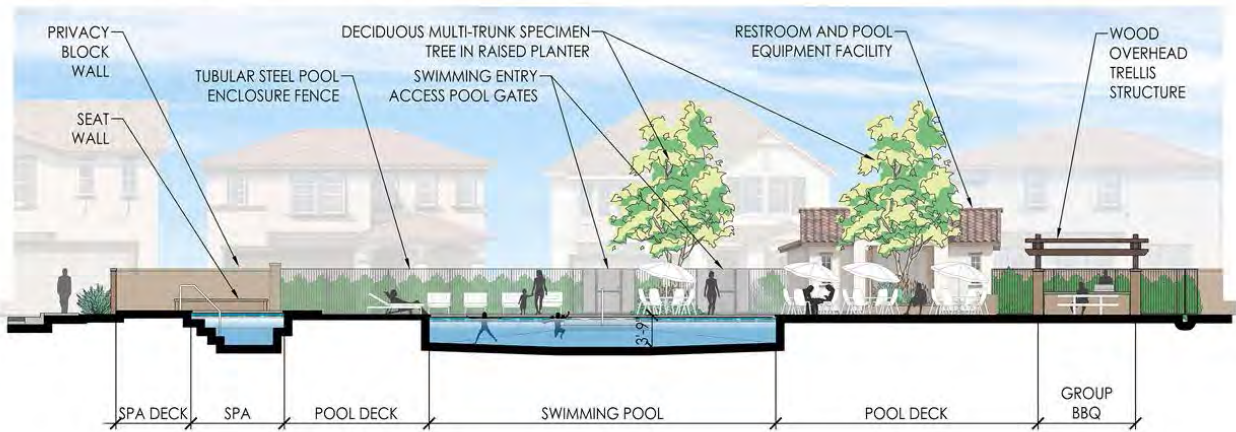 PRIVACY
BLOCK
WALL
SEAT
WALL
TUBULAR STEEL POOL
ENCLOSURE FENCE
DECIDUOUS MULTI-TRUNK SPECIMEN
TREE IN RAISED PLANTER
SWIMMING ENTRY
ACCESS POOL GATES
RESTROOM AND POOL
EQUIPMENT FACILITY
WOOD
OVERHEAD
TRELLIS
STRUCTURE
3'-9"
SPA DECK
SPA
POOL DECK
SWIMMING POOL
POOL DECK
GROUP
BBQ